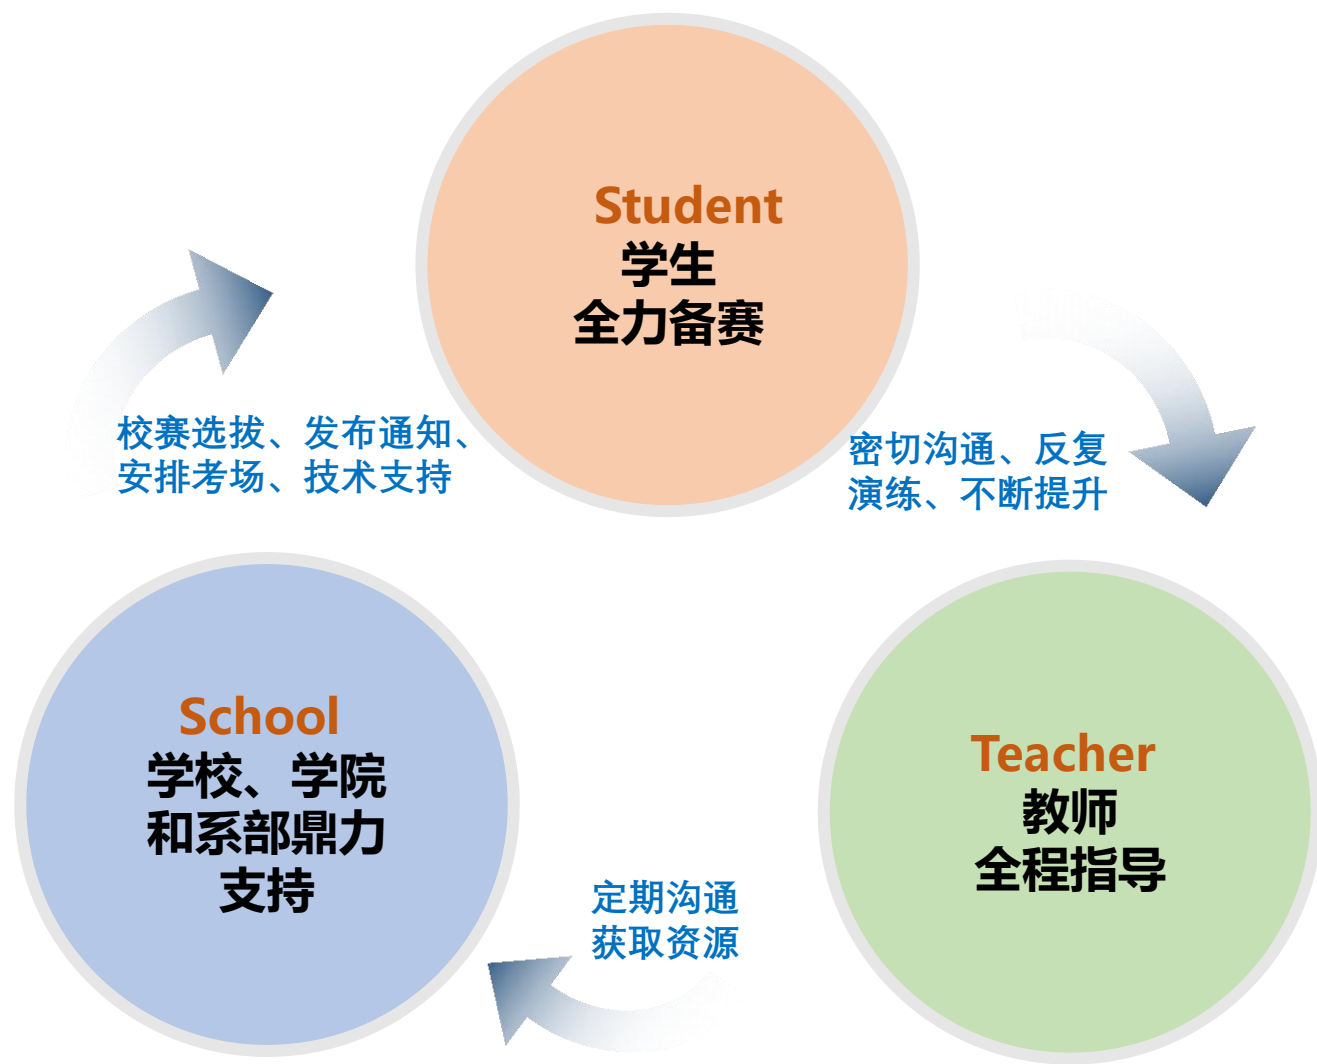 Student
学生
全力备赛
校赛选拔、发布通知、
安排考场、技术支持
密切沟通、反复
演练、不断提升
School
学校、学院
和系部鼎力
支持
Teacher
教师
全程指导
定期沟通
获取资源